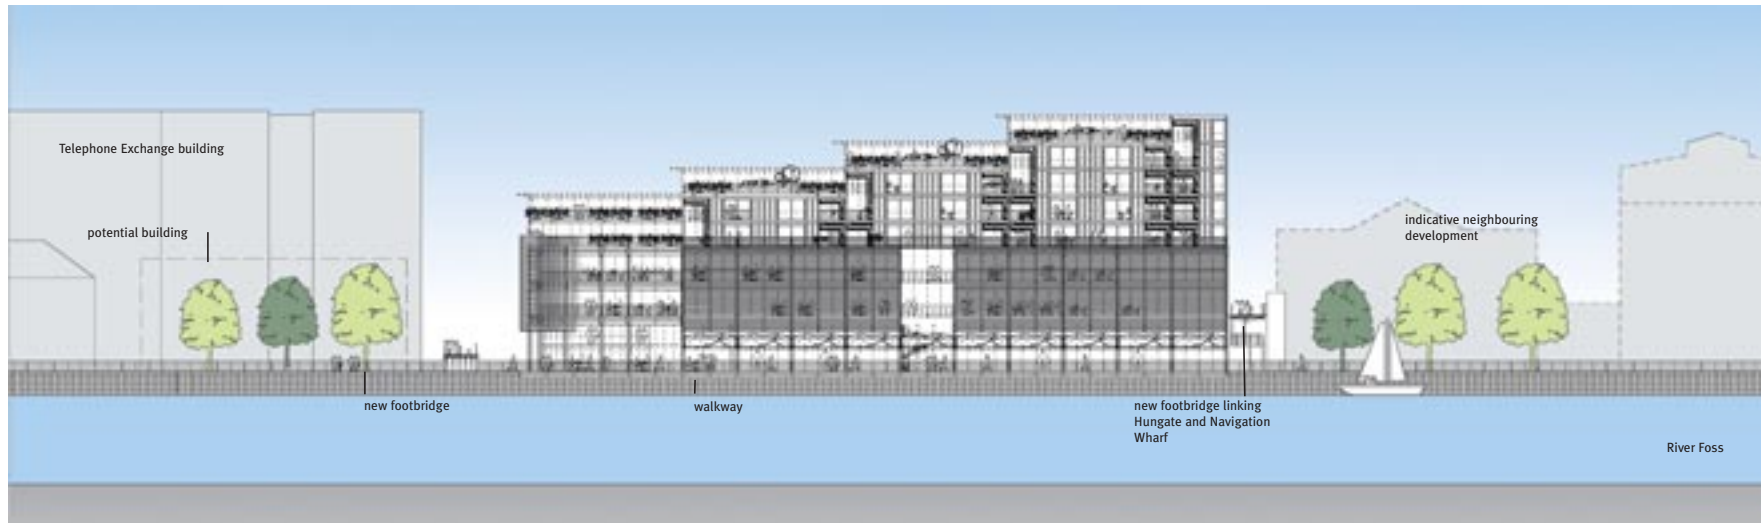 Telephone Exchange building
potential building
indicative neighbouring
development
new footbridge
walkway
new footbridge linking
Hungate and Navigation
Wharf
River Foss